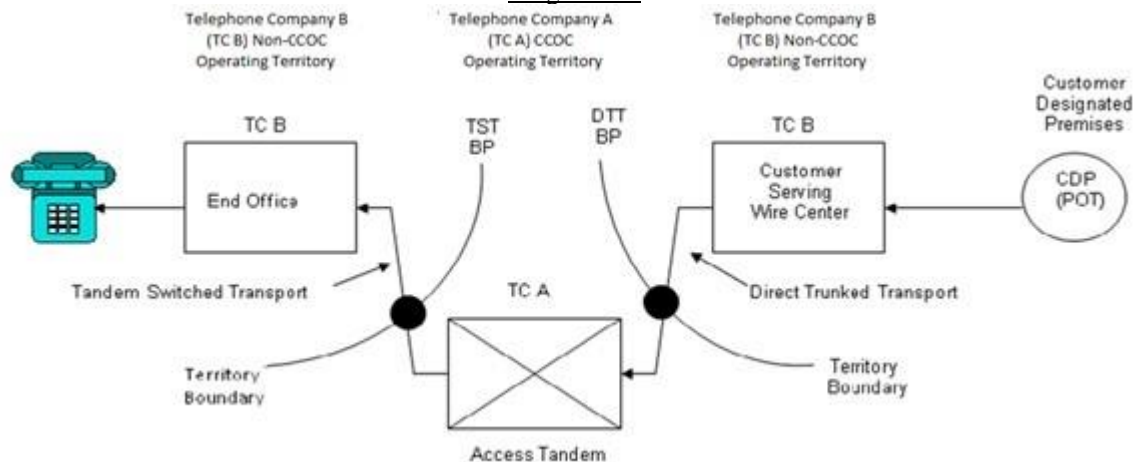 Telephone Company B
(TC B) Non-CCOC
Operating Territory
Telephone Company A
(TC A) CCOC
Operating Territory
Telephone Company B
(TC B) Non-CCOC
Operating Territory
Customer
Designated
Premises
TC B
TST
BP
DTT
BP
TC B
End Office
Customer
Serving
Wire Center
CDP
(POT)
Tandem Switched Transport
TC A
Direct Trunked Transport
Territory
Boundary
Territory
Boundary
Access Tandem